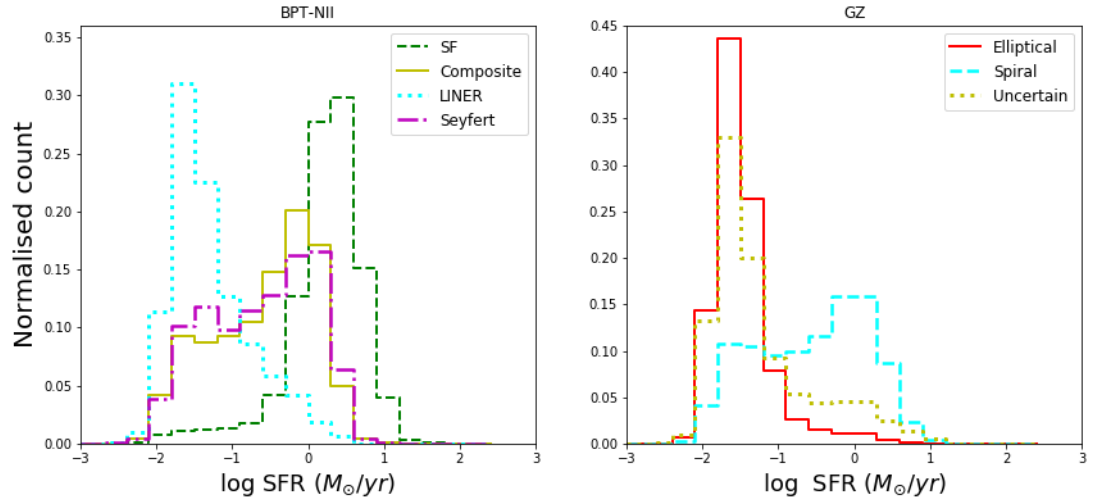 BPT-NII
Normalised count
0.35
0.30
0.25
0.20
0.15
0.10
0.05
0.00
SF
Composite
LINER
Seyfert
-3 -2 -1 0 1 2 3
log SFR (M⊙/yr)
GZ
0.45
0.40
0.35
0.30
0.25
0.20
0.15
0.10
0.05
0.00
Elliptical
Spiral
Uncertain
-3 -2 -1 0 1 2 3
log SFR (M⊙/yr)